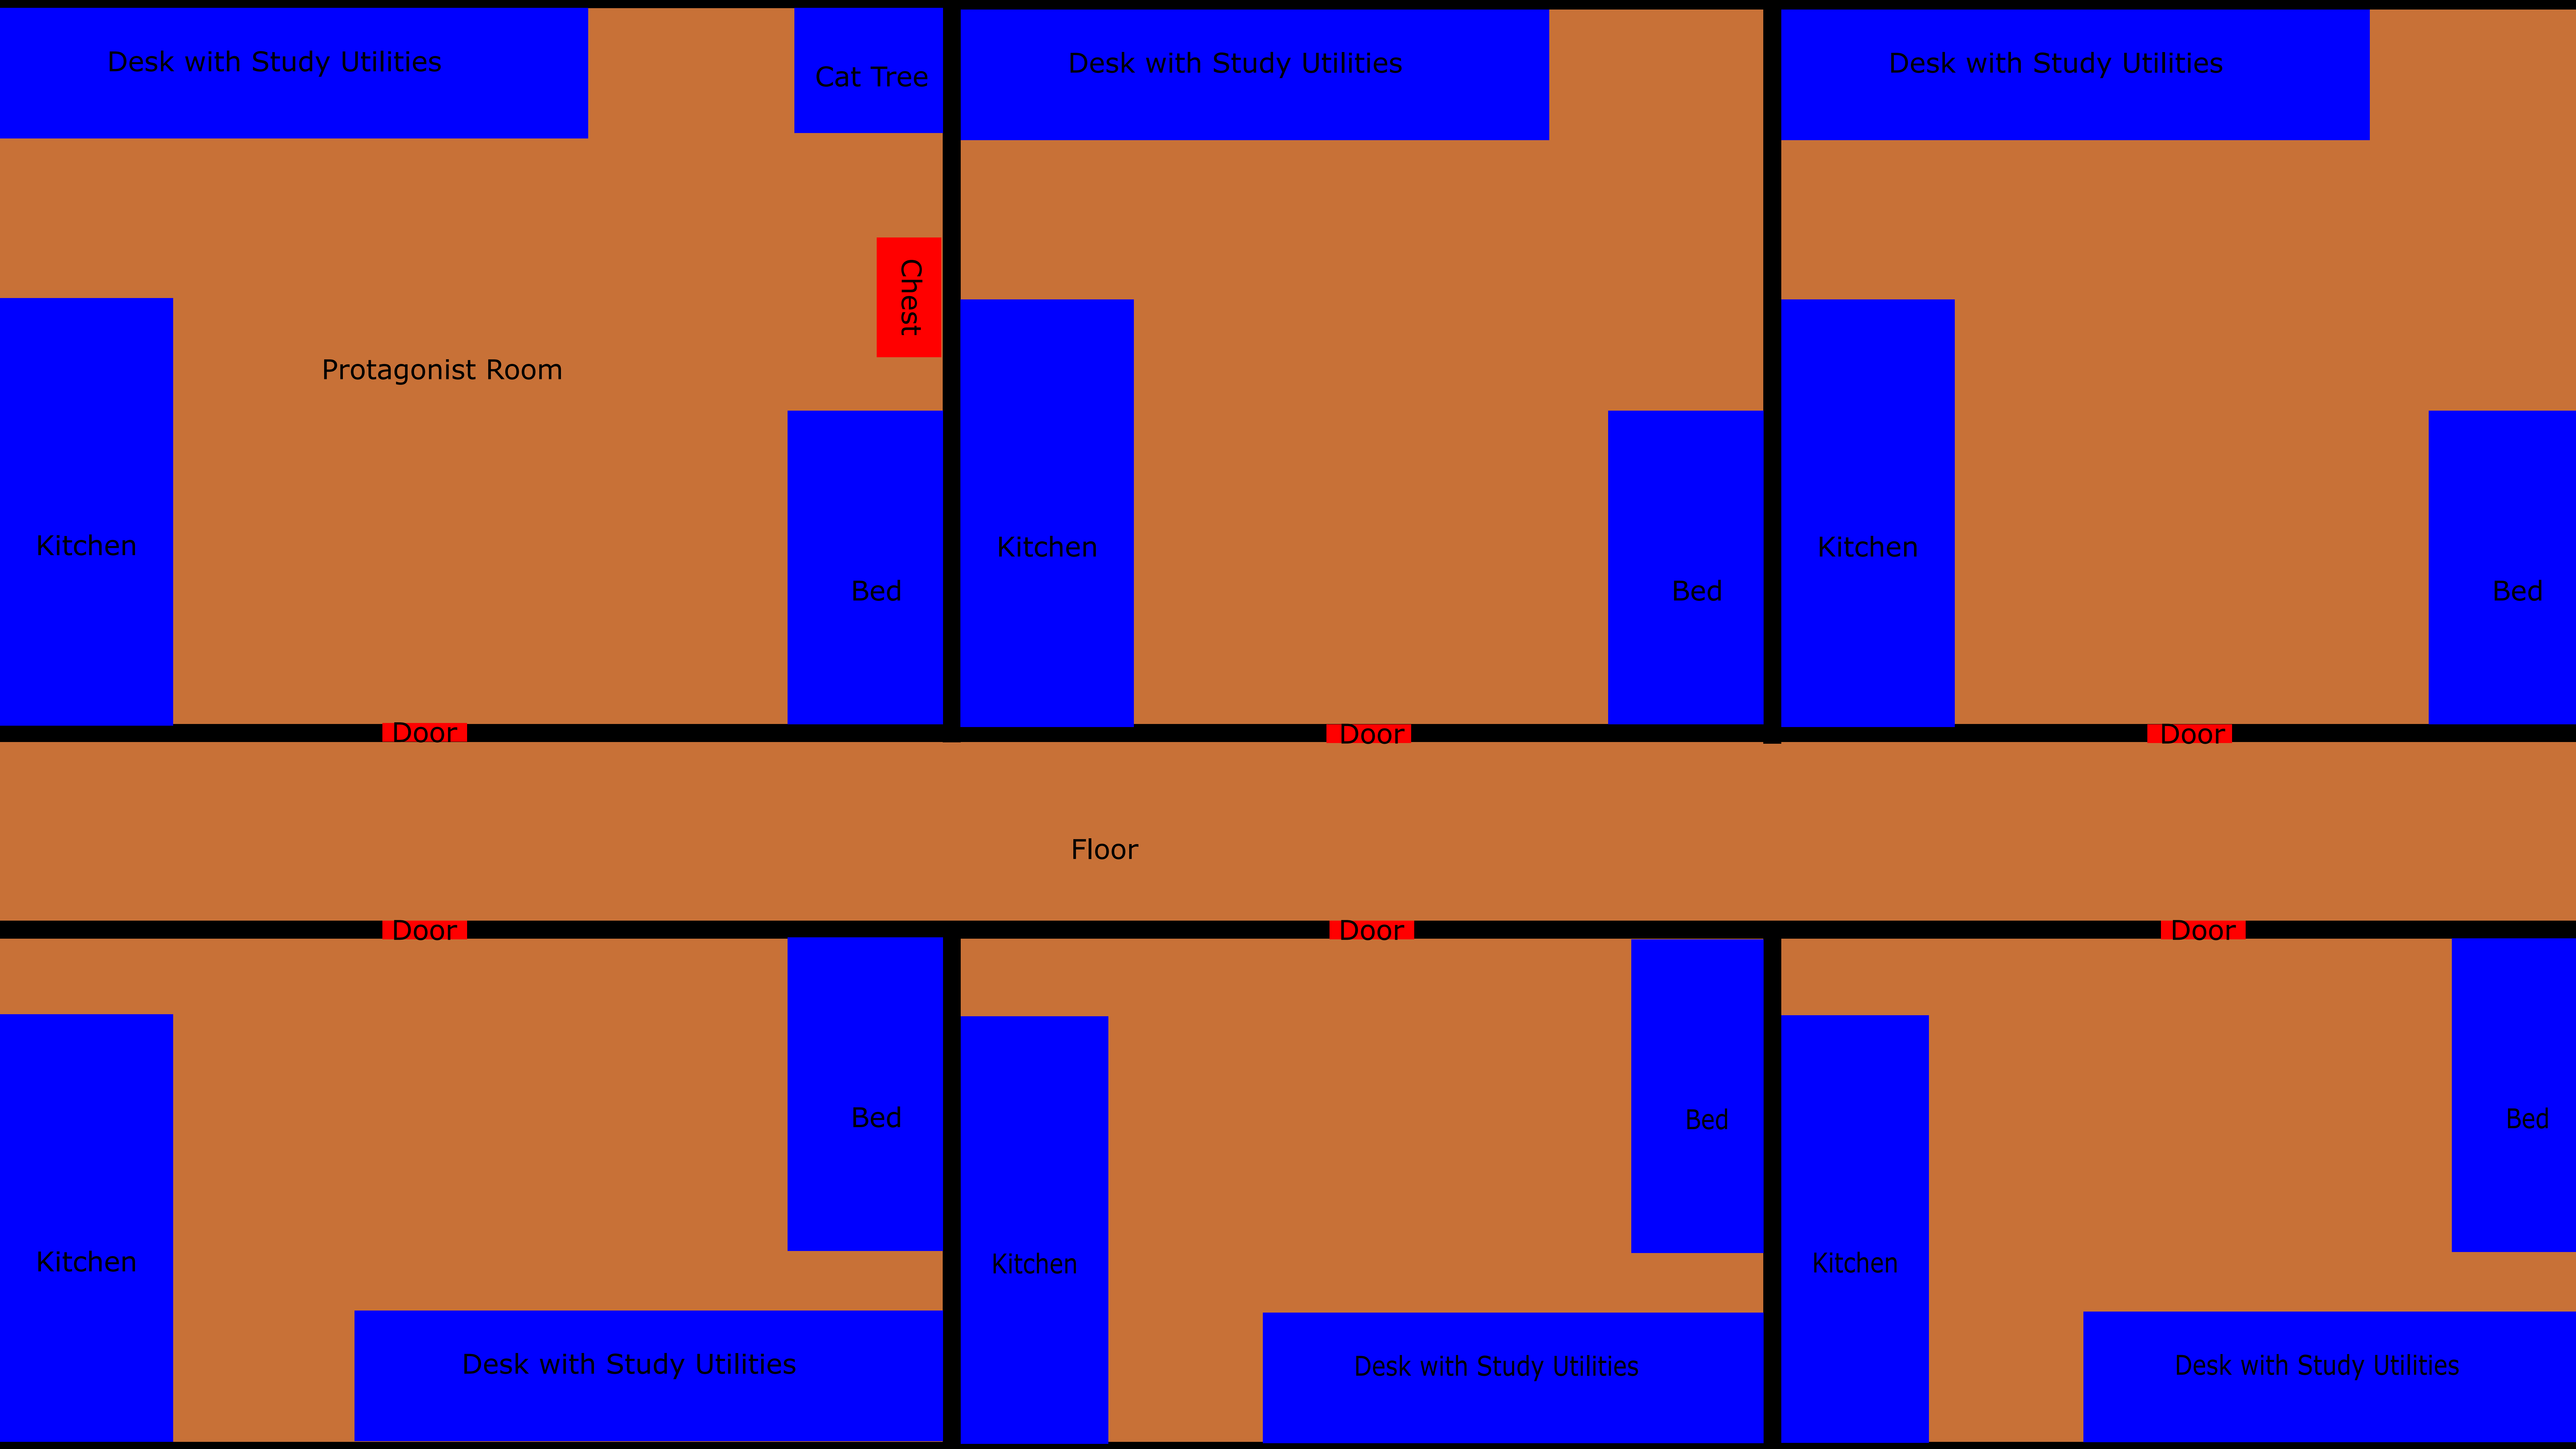 Desk with Study Utilities
Cat Tree
Desk with Study Utilities
Desk with Study Utilities
Chest
Protagonist Room
Kitchen
Bed
Kitchen
Bed
Kitchen
Bed
Door
Door
Door
Floor
Door
Door
Door
Bed
Bed
Bed
Kitchen
Kitchen
Kitchen
Desk with Study Utilities
Desk with Study Utilities
Desk with Study Utilities